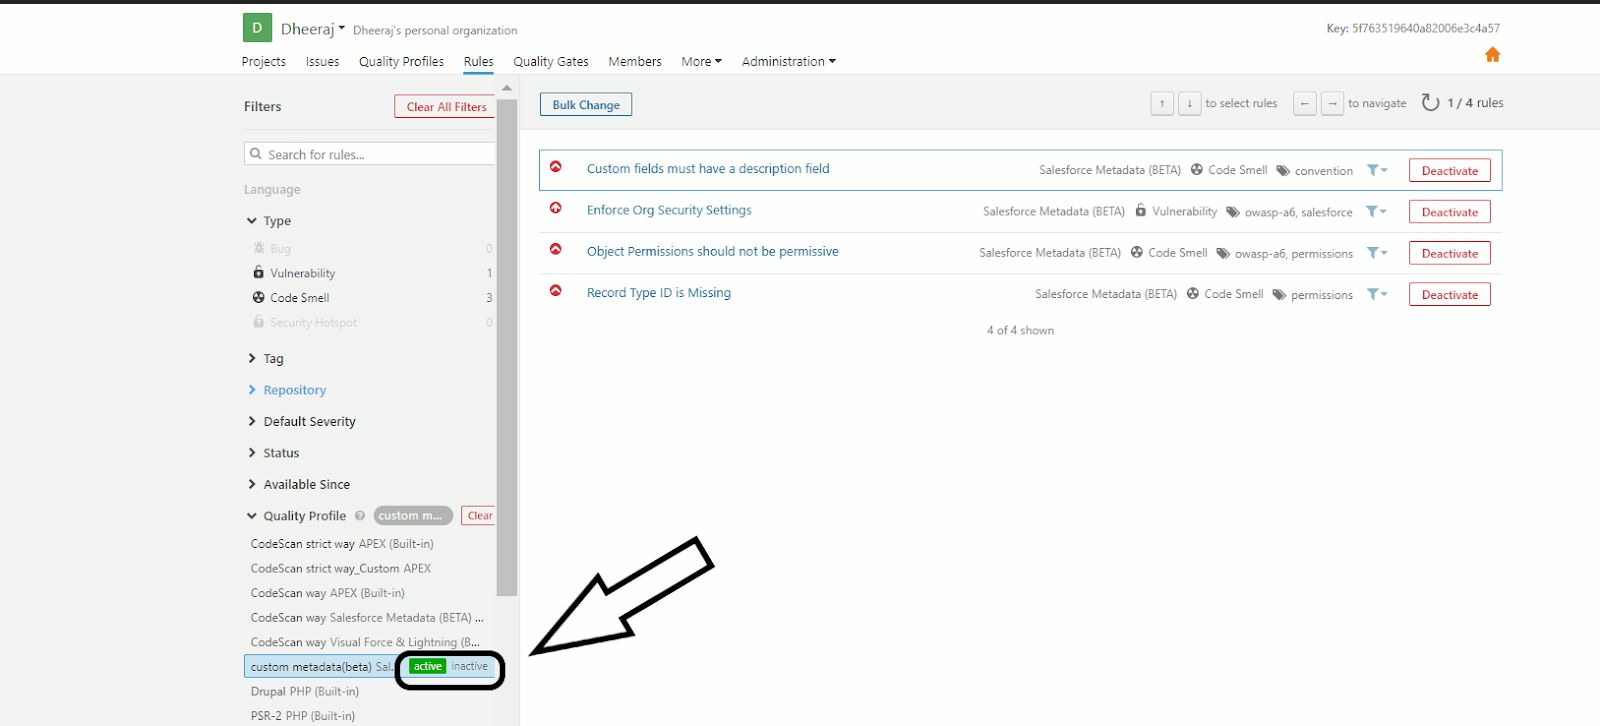 D Dheeraj Dheeraj's personal organization Key: 5f763519640a82006e3c4a57
Projects Issues Quality Profiles Rules Quality Gates Members More Administration
Filters Clear All Filters
Search for rules...
Language
Type
Bug 0
Vulnerability 1
Code Smell 3
Security Hotspot 0
Tag
Repository
Default Severity
Status
Available Since
Quality Profile ? custom m... Clear
CodeScan strict way APEX (Built-in)
CodeScan strict way_Custom APEX
CodeScan way APEX (Built-in)
CodeScan way Salesforce Metadata (BETA) ...
CodeScan way Visual Force & Lightning (B...
custom metadata(beta) Sal... active inactive
Drupal PHP (Built-in)
PSR-2 PHP (Built-in)
Bulk Change ↑ ↓ to select rules ← → to navigate 1 / 4 rules
Custom fields must have a description field Salesforce Metadata (BETA) Code Smell convention Deactivate
Enforce Org Security Settings Salesforce Metadata (BETA) Vulnerability owasp-a6, salesforce Deactivate
Object Permissions should not be permissive Salesforce Metadata (BETA) Code Smell owasp-a6, permissions Deactivate
Record Type ID is Missing Salesforce Metadata (BETA) Code Smell permissions Deactivate
4 of 4 shown